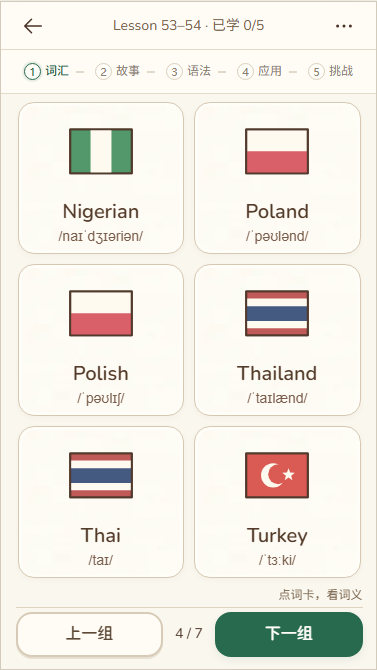 Lesson 53–54 · 已学 0/5
1 词汇 — 2 故事 — 3 语法 — 4 应用 — 5 挑战
Nigerian
/naɪˈdʒɪəriən/
Poland
/ˈpəʊlənd/
Polish
/ˈpəʊlɪʃ/
Thailand
/ˈtaɪlænd/
Thai
/taɪ/
Turkey
/ˈtɜːki/
点词卡，看词义
上一组
4 / 7
下一组